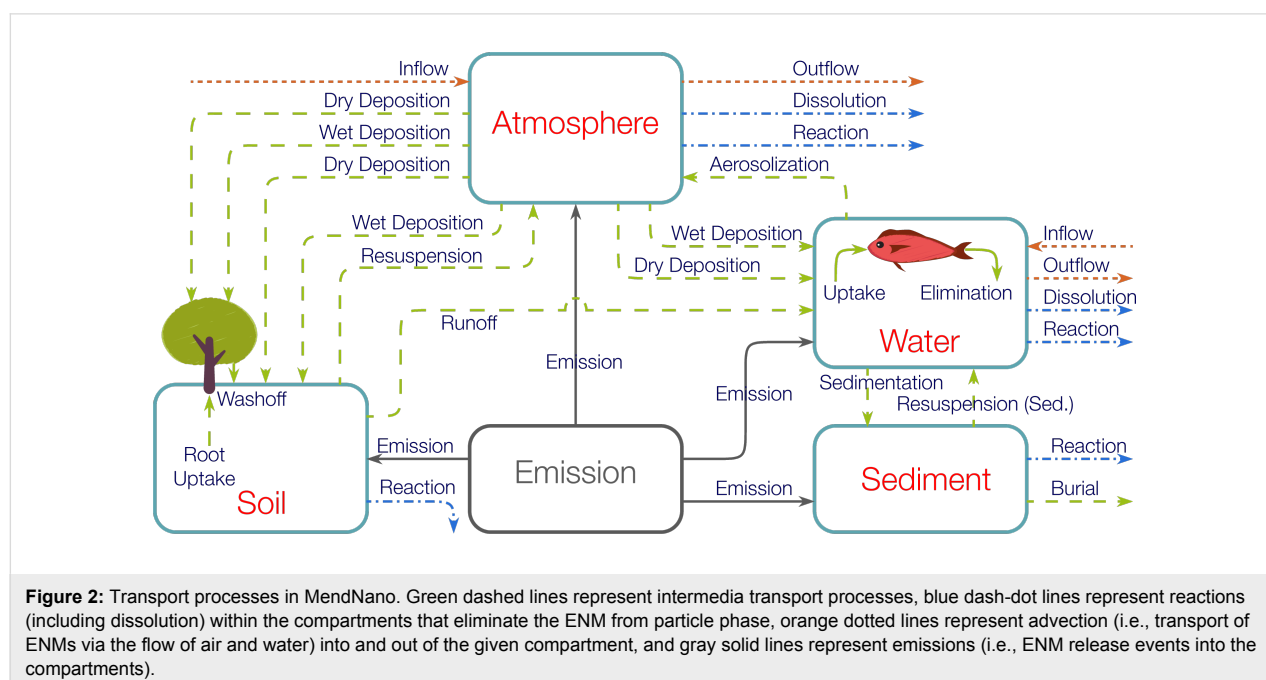 Inflow
Outflow
Dry Deposition
Dissolution
Wet Deposition
Atmosphere
Reaction
Dry Deposition
Aerosolization
Wet Deposition
Wet Deposition
Inflow
Resuspension
Dry Deposition
Outflow
Uptake
Elimination
Dissolution
Runoff
Reaction
Water
Emission
Sedimentation
Washoff
Emission
Resuspension (Sed.)
Root
Uptake
Emission
Emission
Reaction
Sediment
Reaction
Soil
Emission
Burial
Figure 2: Transport processes in MendNano. Green dashed lines represent intermedia transport processes, blue dash-dot lines represent reactions
(including dissolution) within the compartments that eliminate the ENM from particle phase, orange dotted lines represent advection (i.e., transport of
ENMs via the flow of air and water) into and out of the given compartment, and gray solid lines represent emissions (i.e., ENM release events into the
compartments).